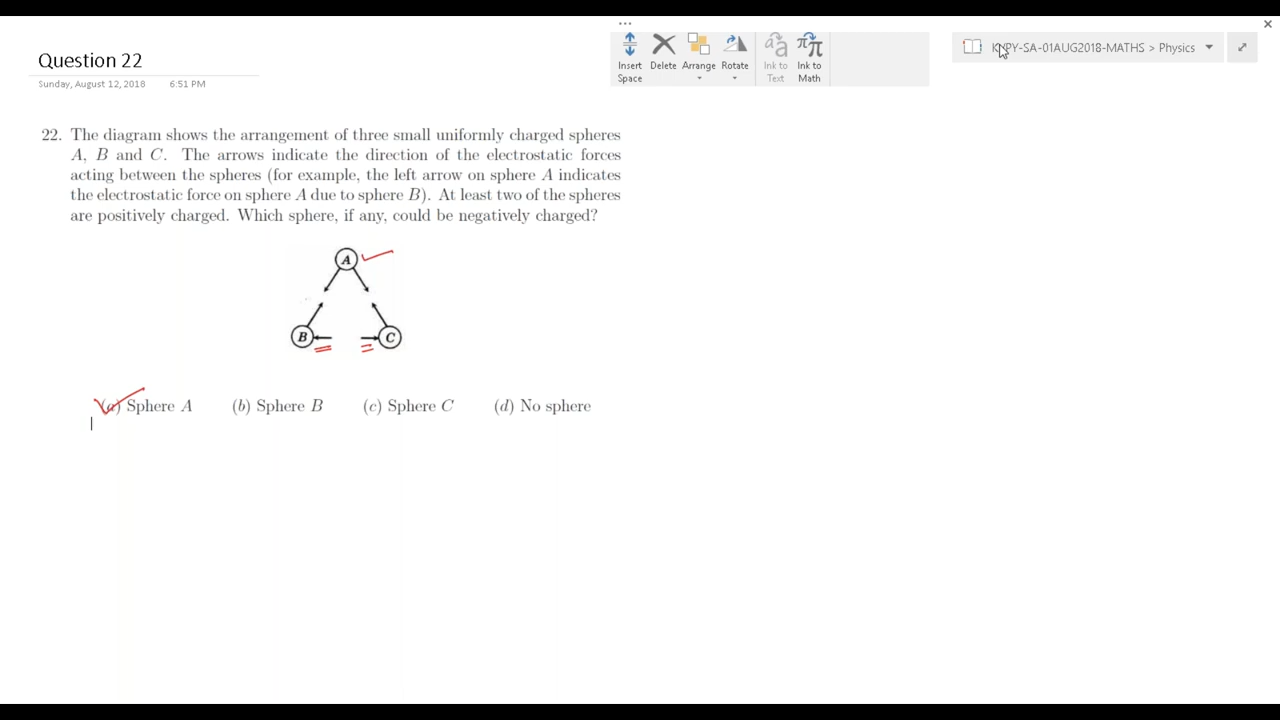 Question 22
Sunday, August 12, 2018 6:51 PM
Insert Space
Delete
Arrange
Rotate
Ink to Text
Ink to Math
-SA-01AUG2018-MATHS > Physics
22. The diagram shows the arrangement of three small uniformly charged spheres
A, B and C. The arrows indicate the direction of the electrostatic forces
acting between the spheres (for example, the left arrow on sphere A indicates
the electrostatic force on sphere A due to sphere B). At least two of the spheres
are positively charged. Which sphere, if any, could be negatively charged?
A
B C
(a) Sphere A (b) Sphere B (c) Sphere C (d) No sphere